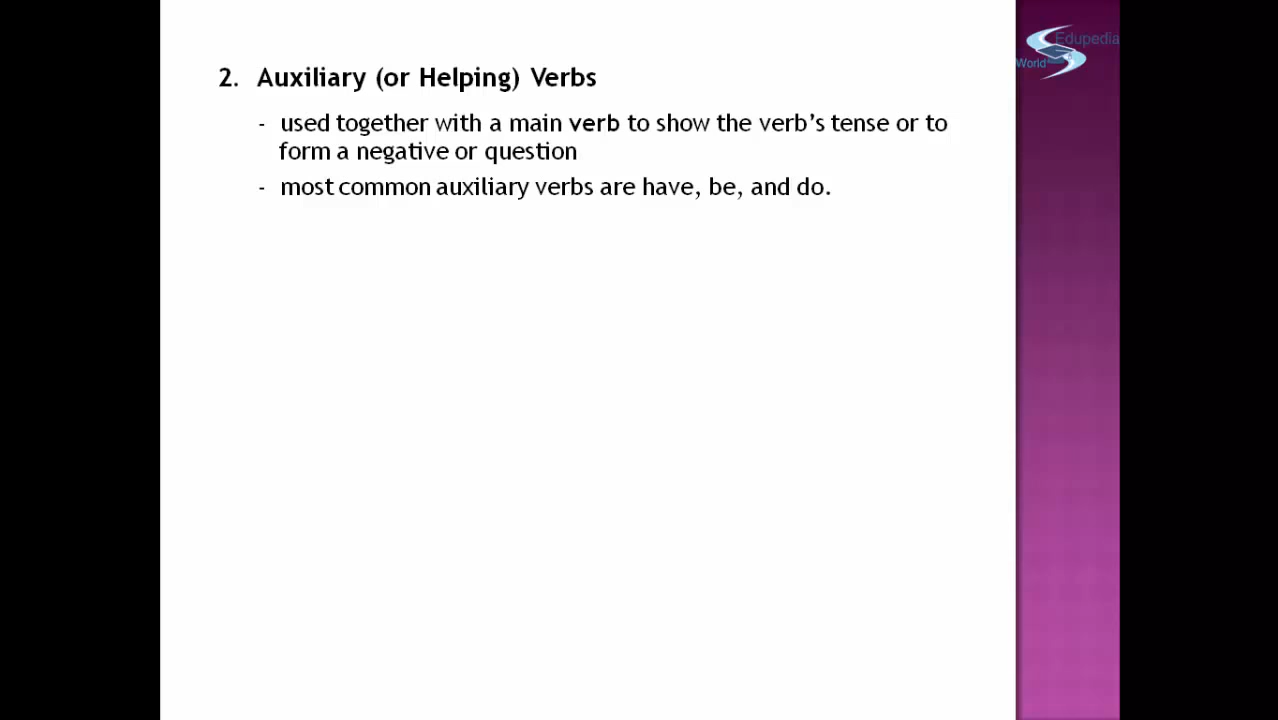 2. Auxiliary (or Helping) Verbs
- used together with a main verb to show the verb's tense or to
form a negative or question
- most common auxiliary verbs are have, be, and do.
Edupedia
World